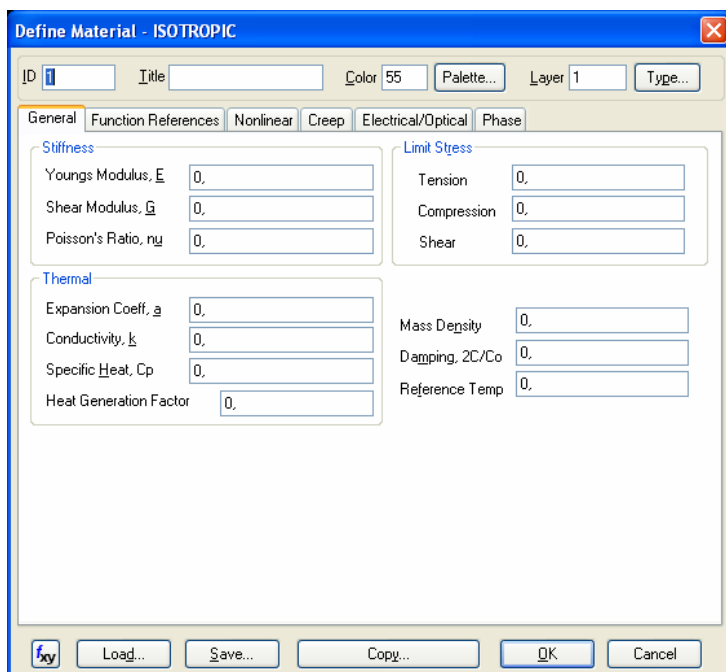 Define Material - ISOTROPIC
ID 1 Title Color 55 Palette... Layer 1 Type...
General Function References Nonlinear Creep Electrical/Optical Phase
Stiffness
Youngs Modulus, E 0,
Shear Modulus, G 0,
Poisson's Ratio, nu 0,
Limit Stress
Tension 0,
Compression 0,
Shear 0,
Thermal
Expansion Coeff, a 0,
Conductivity, k 0,
Specific Heat, Cp 0,
Heat Generation Factor 0,
Mass Density 0,
Damping, 2C/Co 0,
Reference Temp 0,
fxy Load... Save... Copy... OK Cancel